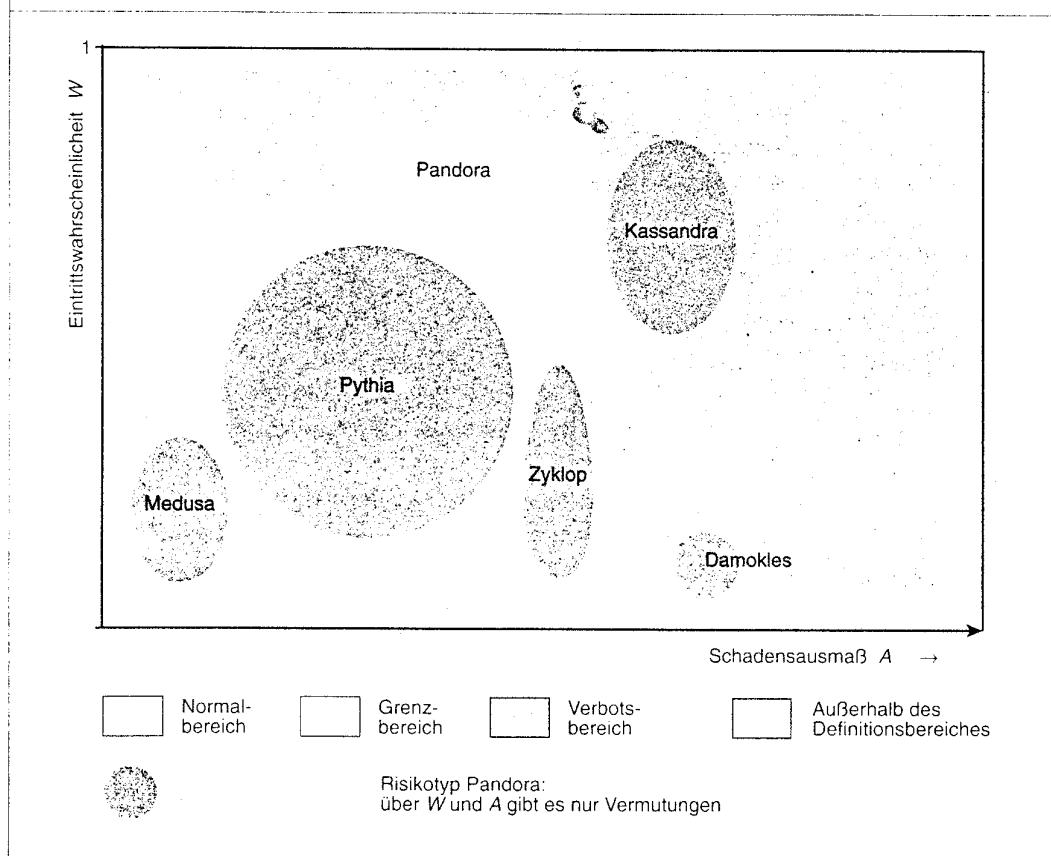 1
Eintrittswahrscheinlicheit W
Pandora
Kassandra
Pythia
Zyklop
Medusa
Damokles
Schadensausmaß A →
Normal-
bereich
Grenz-
bereich
Verbots-
bereich
Außerhalb des
Definitionsbereiches
Risikotyp Pandora:
über W und A gibt es nur Vermutungen